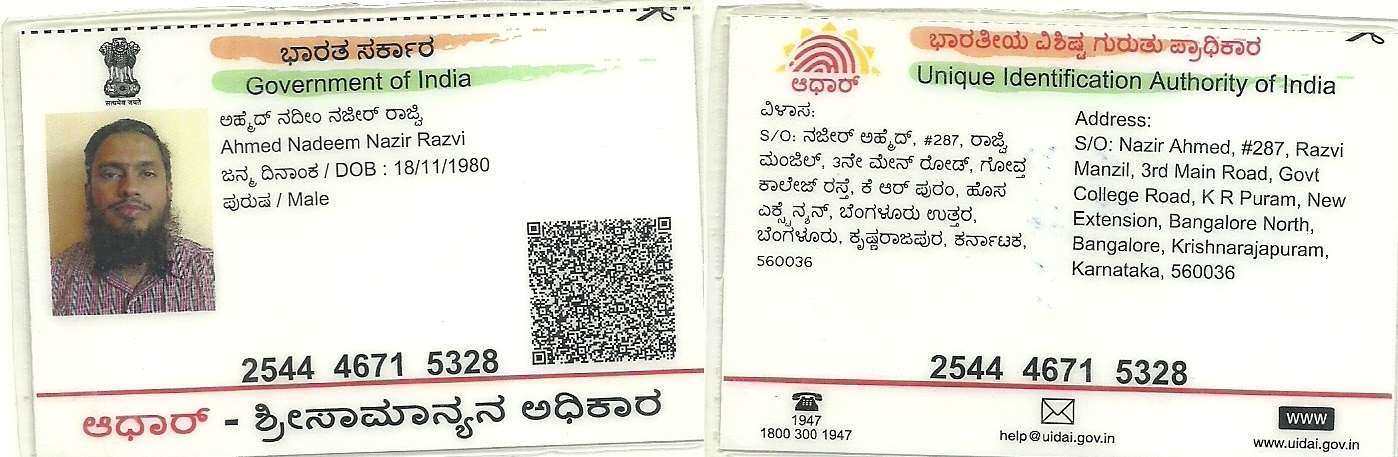 ಭಾರತ ಸರ್ಕಾರ
Government of India
सत्यमेव जयते
ಅಹ್ಮೆದ್ ನದೀಂ ನಜೀರ್ ರಾಜ್ವಿ
Ahmed Nadeem Nazir Razvi
ಜನ್ಮ ದಿನಾಂಕ / DOB : 18/11/1980
ಪುರುಷ / Male
2544 4671 5328
ಆಧಾರ್ - ಶ್ರೀಸಾಮಾನ್ಯನ ಅಧಿಕಾರ
ಭಾರತೀಯ ವಿಶಿಷ್ಟ ಗುರುತು ಪ್ರಾಧಿಕಾರ
Unique Identification Authority of India
ಆಧಾರ್
ವಿಳಾಸ:
S/O: ನಜೀರ್ ಅಹ್ಮೆದ್, #287, ರಾಜ್ವಿ
ಮಂಜಿಲ್, 3ನೇ ಮೇನ್ ರೋಡ್, ಗೋವ್ತ
ಕಾಲೇಜ್ ರಸ್ತೆ, ಕೆ ಆರ್ ಪುರಂ, ಹೊಸ
ಎಕ್ಸ್ಟೆನ್ಶನ್, ಬೆಂಗಳೂರು ಉತ್ತರ,
ಬೆಂಗಳೂರು, ಕೃಷ್ಣರಾಜಪುರ, ಕರ್ನಾಟಕ,
560036
Address:
S/O: Nazir Ahmed, #287, Razvi
Manzil, 3rd Main Road, Govt
College Road, K R Puram, New
Extension, Bangalore North,
Bangalore, Krishnarajapuram,
Karnataka, 560036
2544 4671 5328
1947
1800 300 1947
help@uidai.gov.in
www
www.uidai.gov.in